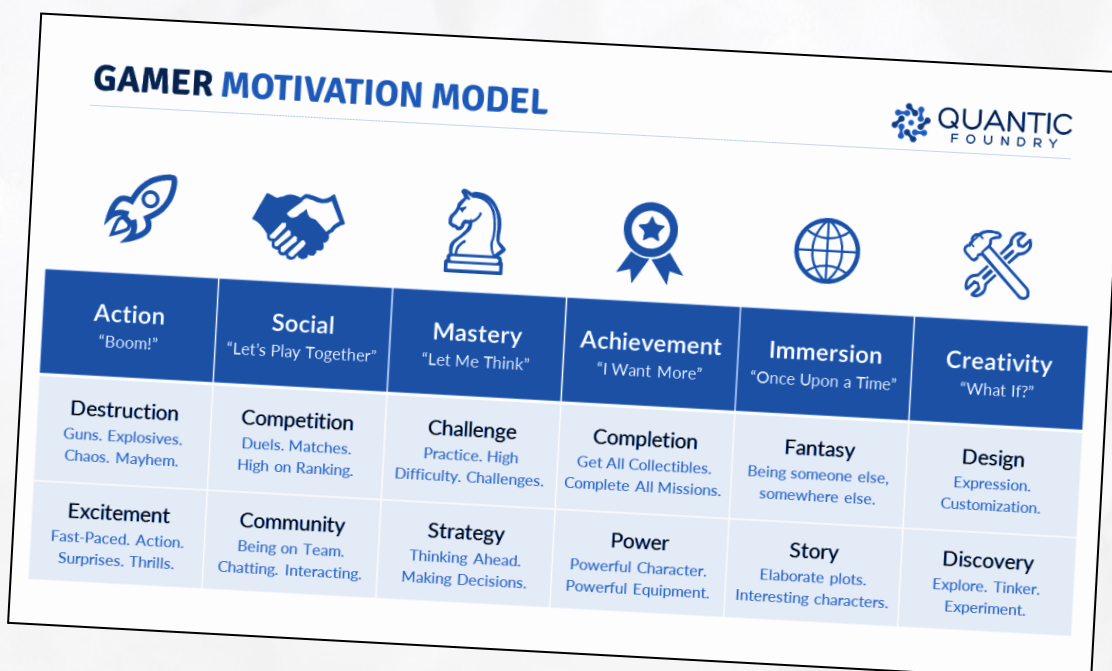 GAMER MOTIVATION MODEL
QUANTIC
FOUNDRY
Action
“Boom!”
Social
“Let’s Play Together”
Mastery
“Let Me Think”
Achievement
“I Want More”
Immersion
“Once Upon a Time”
Creativity
“What If?”
Destruction
Guns. Explosives.
Chaos. Mayhem.
Competition
Duels. Matches.
High on Ranking.
Challenge
Practice. High
Difficulty. Challenges.
Completion
Get All Collectibles.
Complete All Missions.
Fantasy
Being someone else,
somewhere else.
Design
Expression.
Customization.
Excitement
Fast-Paced. Action.
Surprises. Thrills.
Community
Being on Team.
Chatting. Interacting.
Strategy
Thinking Ahead.
Making Decisions.
Power
Powerful Character.
Powerful Equipment.
Story
Elaborate plots.
Interesting characters.
Discovery
Explore. Tinker.
Experiment.